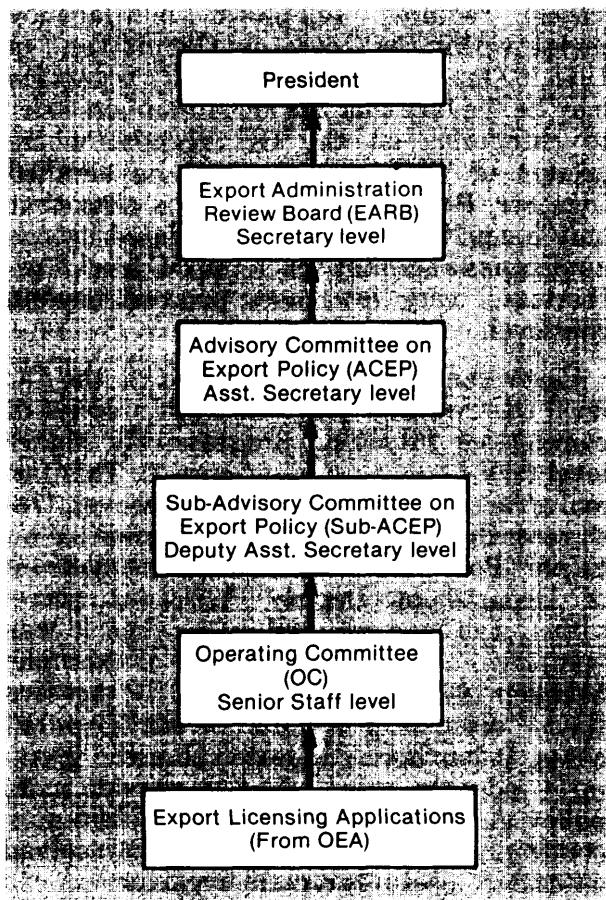 President
Export Administration
Review Board (EARB)
Secretary level
Advisory Committee on
Export Policy (ACEP)
Asst. Secretary level
Sub-Advisory Committee on
Export Policy (Sub-ACEP)
Deputy Asst. Secretary level
Operating Committee
(OC)
Senior Staff level
Export Licensing Applications
(From OEA)